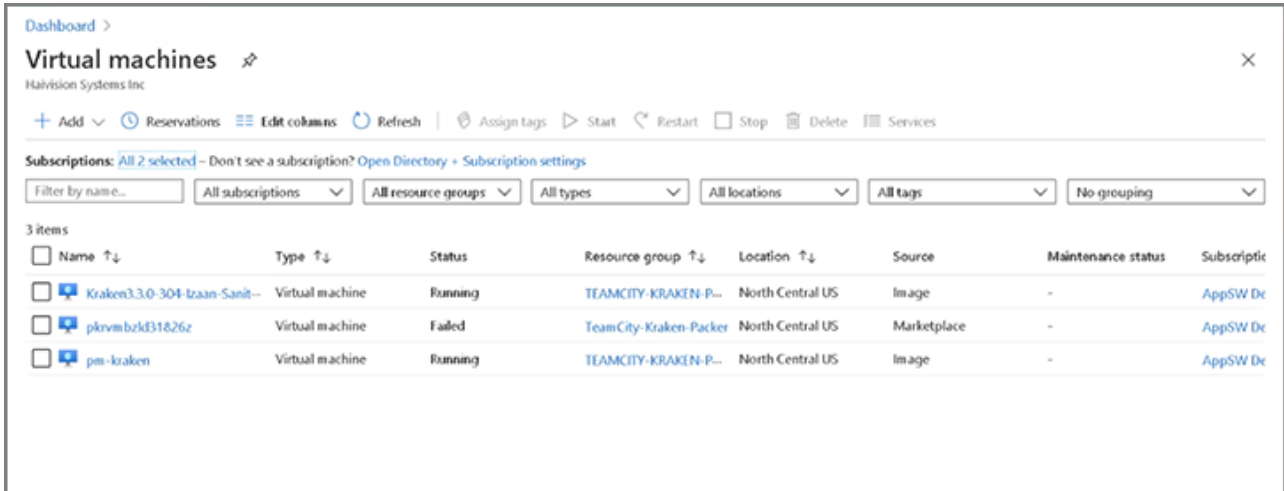 Dashboard >
Virtual machines
Haivision Systems Inc
Add Reservations Edit columns Refresh Assign tags Start Restart Stop Delete Services
Subscriptions: All 2 selected – Don't see a subscription? Open Directory + Subscription settings
Filter by name... All subscriptions All resource groups All types All locations All tags No grouping
3 items
Name Type Status Resource group Location Source Maintenance status Subscriptic
Kraken3.3.0-304-Izaan-Sanit-- Virtual machine Running TEAMCITY-KRAKEN-P... North Central US Image - AppSW De
Virtual machine Failed TeamCity-Kraken-Packer North Central US Marketplace - AppSW De
pm-kraken Virtual machine Running TEAMCITY-KRAKEN-P... North Central US Image - AppSW De